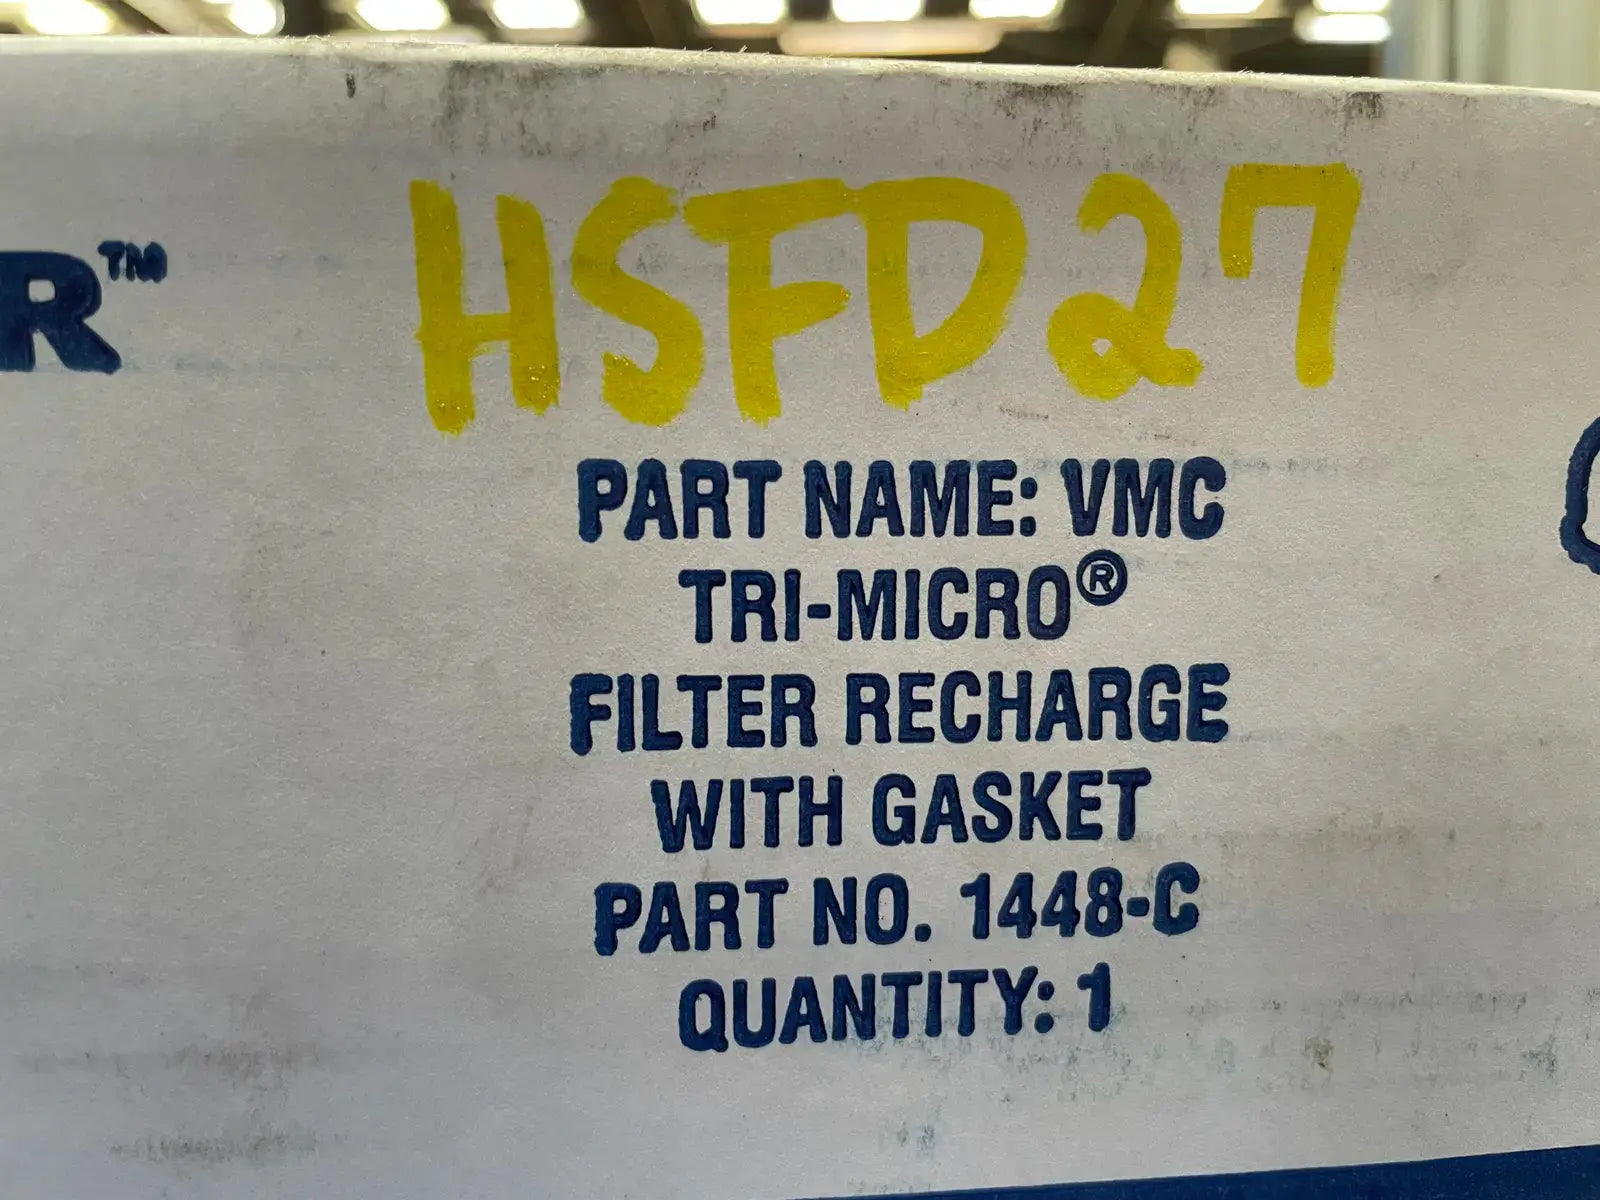 HSFD27
R™
PART NAME: VMC
TRI-MICRO®
FILTER RECHARGE
WITH GASKET
PART NO. 1448-C
QUANTITY: 1